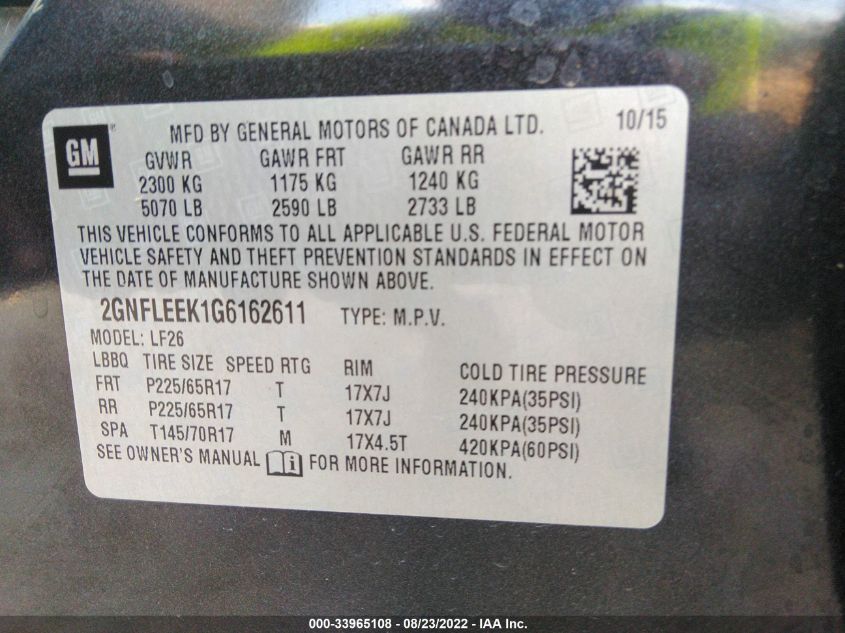 GM
MFD BY GENERAL MOTORS OF CANADA LTD. 10/15
GVWR GAWR FRT GAWR RR
2300 KG 1175 KG 1240 KG
5070 LB 2590 LB 2733 LB
THIS VEHICLE CONFORMS TO ALL APPLICABLE U.S. FEDERAL MOTOR
VEHICLE SAFETY AND THEFT PREVENTION STANDARDS IN EFFECT ON
THE DATE OF MANUFACTURE SHOWN ABOVE.
2GNFLEEK1G6162611 TYPE: M.P.V.
MODEL: LF26
LBBQ TIRE SIZE SPEED RTG RIM COLD TIRE PRESSURE
FRT P225/65R17 T 17X7J 240KPA(35PSI)
RR P225/65R17 T 17X7J 240KPA(35PSI)
SPA T145/70R17 M 17X4.5T 420KPA(60PSI)
SEE OWNER'S MANUAL FOR MORE INFORMATION.
000-33965108 - 08/23/2022 - IAA Inc.